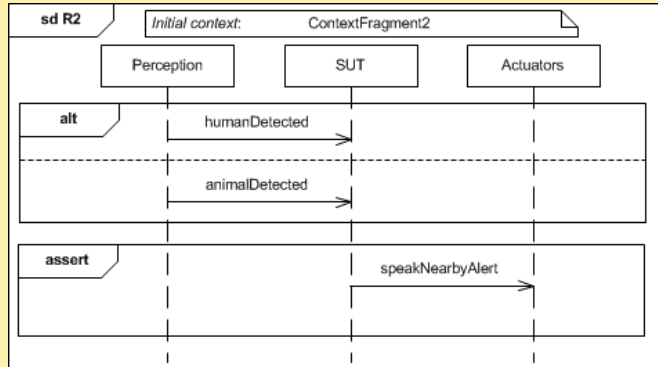 sd R2
Initial context: ContextFragment2
Perception SUT Actuators
alt
humanDetected
animalDetected
assert
speakNearbyAlert